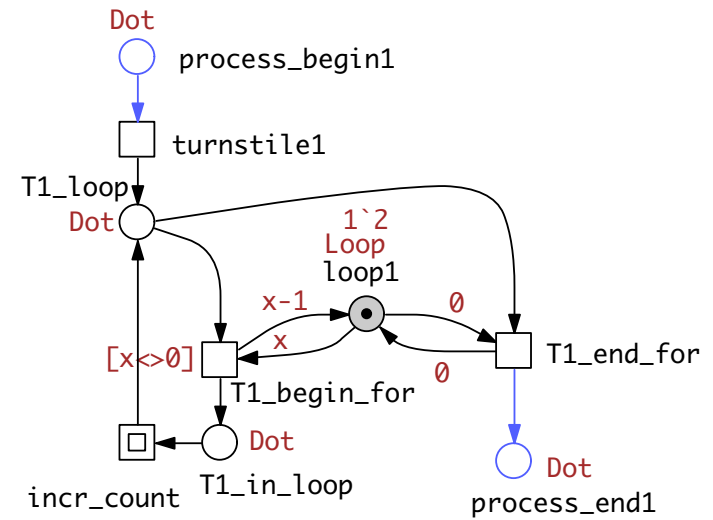 Dot
process_begin1
turnstile1
T1_loop
Dot
1`2
Loop
loop1
x-1
0
x
[x<>0]
T1_end_for
0
T1_begin_for
Dot
T1_in_loop
incr_count
Dot
process_end1